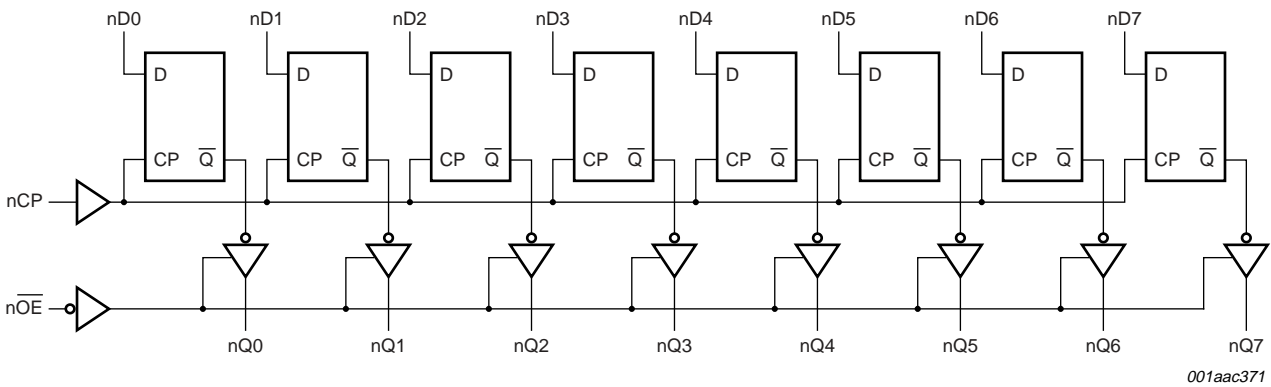 nD0 nD1 nD2 nD3 nD4 nD5 nD6 nD7
D D D D D D D D
CP Q̅ CP Q̅ CP Q̅ CP Q̅ CP Q̅ CP Q̅ CP Q̅ CP Q̅
nCP
nO̅E̅
nQ0 nQ1 nQ2 nQ3 nQ4 nQ5 nQ6 nQ7
001aac371